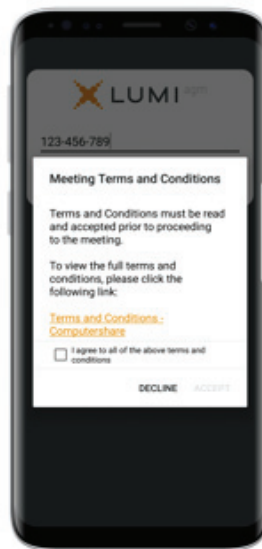 LUMI agm
123-456-789
Meeting Terms and Conditions
Terms and Conditions must be read
and accepted prior to proceeding
to the meeting.
To view the full terms and
conditions, please click the
following link:
Terms and Conditions -
Computershare
I agree to all of the above terms and
conditions
DECLINE ACCEPT